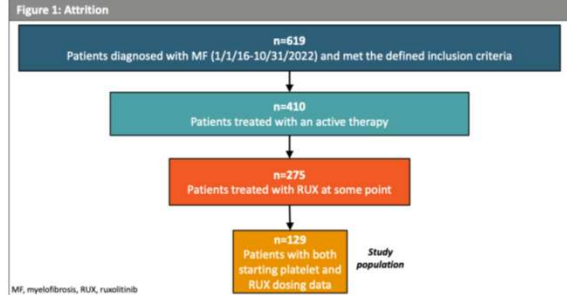 Figure 1: Attrition
n=619
Patients diagnosed with MF (1/1/16-10/31/2022) and met the defined inclusion criteria
n=410
Patients treated with an active therapy
n=275
Patients treated with RUX at some point
n=129
Patients with both
starting platelet and
RUX dosing data
Study
population
MF, myelofibrosis, RUX, ruxolitinib